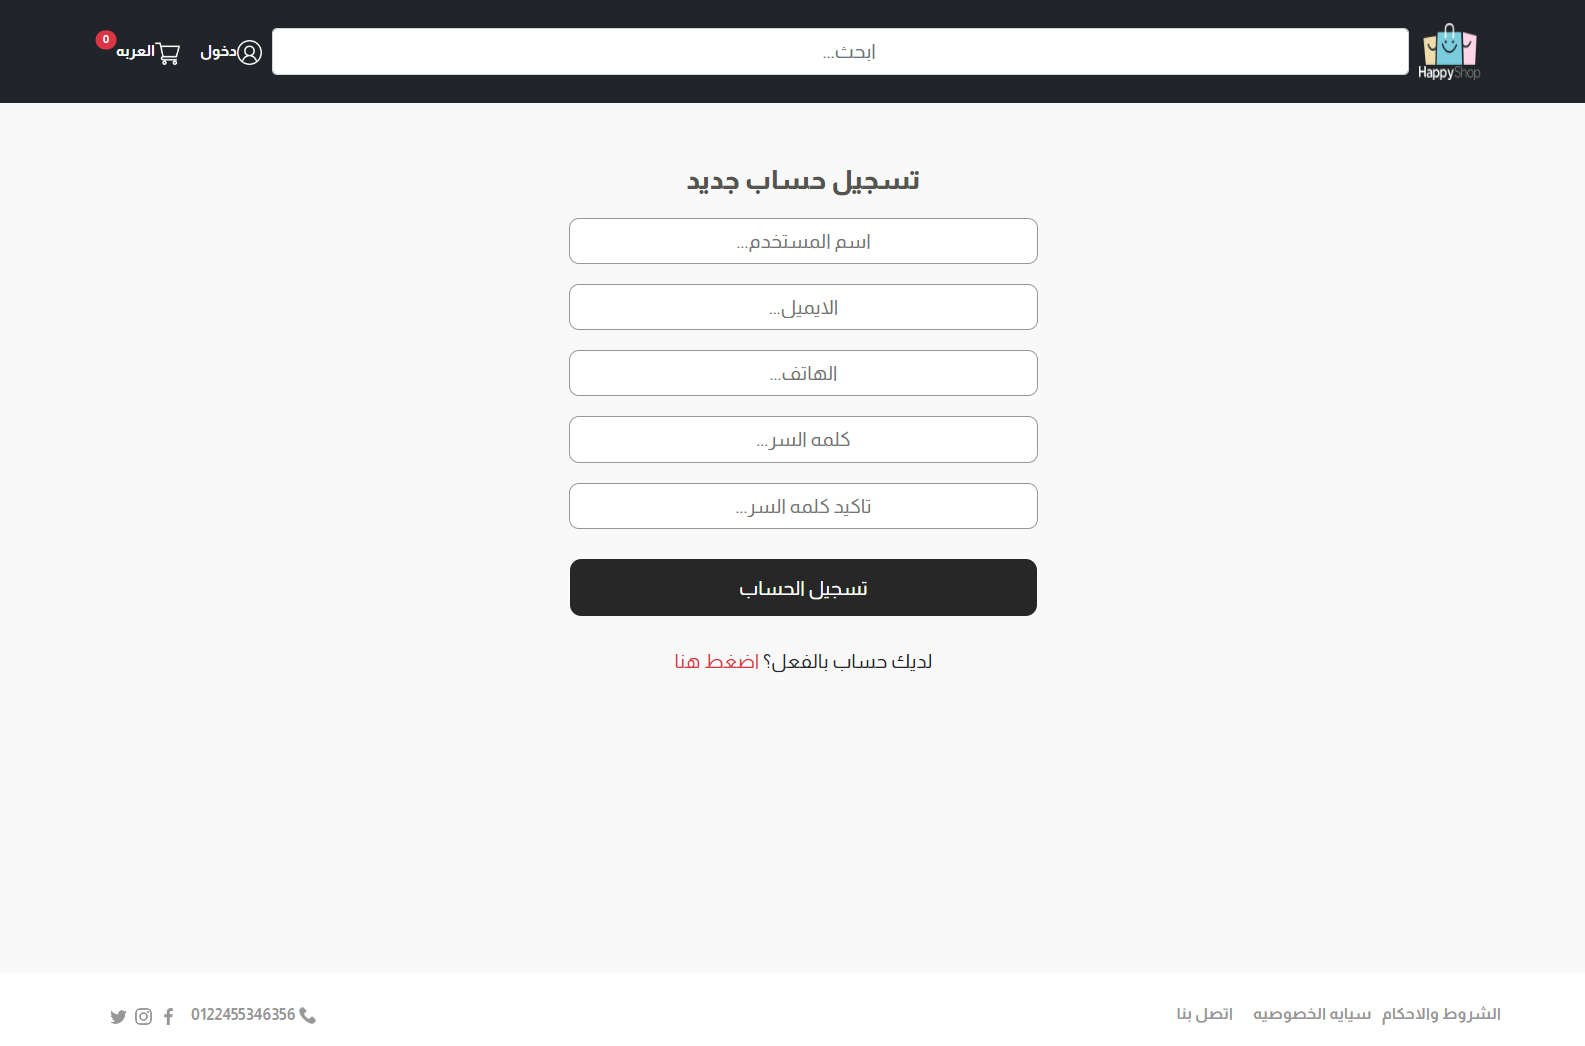 HappyShop
ابحث...
دخول
العربه
0
تسجيل حساب جديد
اسم المستخدم...
الايميل...
الهاتف...
كلمه السر...
تاكيد كلمه السر...
تسجيل الحساب
لديك حساب بالفعل؟ اضغط هنا
الشروط والاحكام سيايه الخصوصيه اتصل بنا
0122455346356